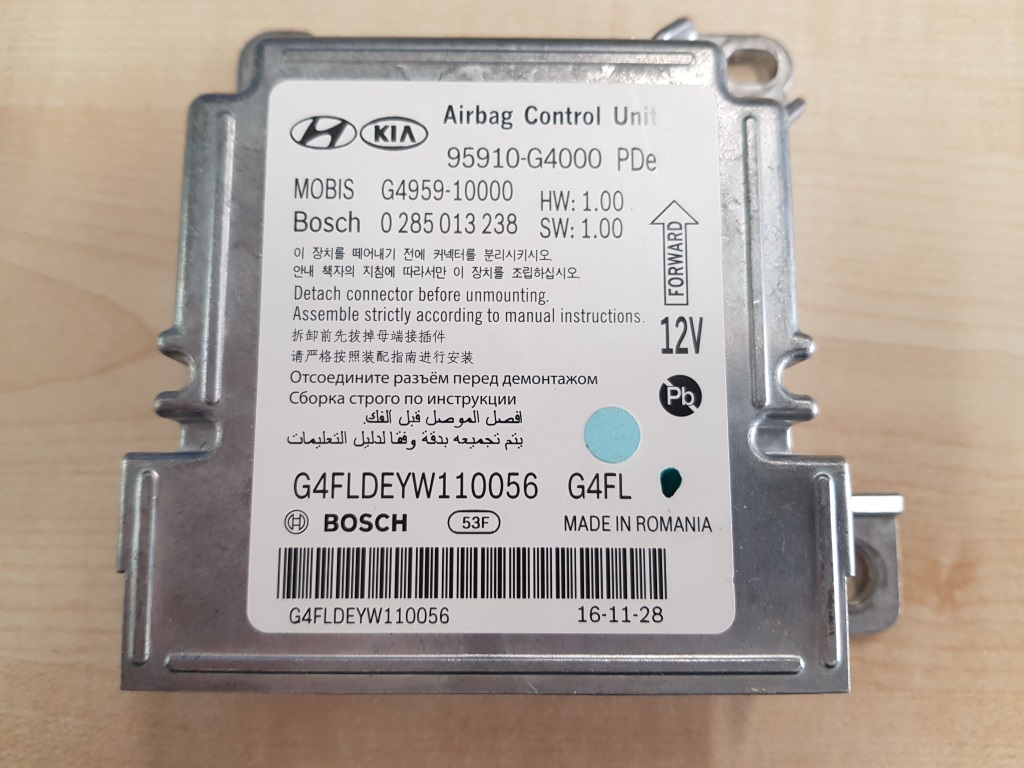 Airbag Control Unit
KIA
95910-G4000 PDe
MOBIS G4959-10000 HW: 1.00
Bosch 0 285 013 238 SW: 1.00
이 장치를 떼어내기 전에 커넥터를 분리시키시오.
안내 책자의 지침에 따라서만 이 장치를 조립하십시오.
Detach connector before unmounting.
Assemble strictly according to manual instructions.
FORWARD
12V
拆卸前先拔掉母端接插件
请严格按照装配指南进行安装
Pb
Отсоедините разъём перед демонтажом
Сборка строго по инструкции
افصل الموصل قبل الفك.
يتم تجميعه بدقة وفقا لدليل التعليمات
G4FLDEYW110056 G4FL
BOSCH 53F MADE IN ROMANIA
G4FLDEYW110056 16-11-28